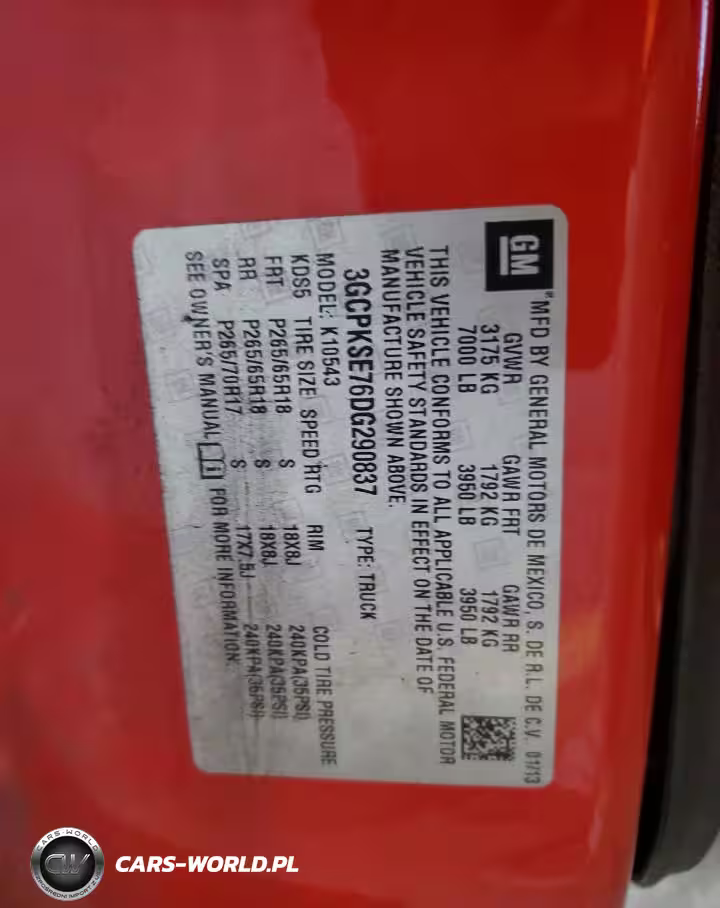 GM
MFD BY GENERAL MOTORS DE MEXICO, S. DE R.L. DE C.V. 01/13
GVWR GAWR FRT GAWR RR
3175 KG 1792 KG 1792 KG
7000 LB 3950 LB 3950 LB
THIS VEHICLE CONFORMS TO ALL APPLICABLE U.S. FEDERAL MOTOR
VEHICLE SAFETY STANDARDS IN EFFECT ON THE DATE OF
MANUFACTURE SHOWN ABOVE.
3GCPKSE76DG290837 TYPE: TRUCK
MODEL: K10543
KDS5 TIRE SIZE SPEED RTG RIM COLD TIRE PRESSURE
FRT P265/65R18 S 18X8J 240KPA(35PSI)
RR P265/65R18 S 18X8J 240KPA(35PSI)
SPA P265/70R17 S 17X7.5J 240KPA(35PSI)
SEE OWNER'S MANUAL FOR MORE INFORMATION.
CARS-WORLD
CW
CARS-WORLD.PL